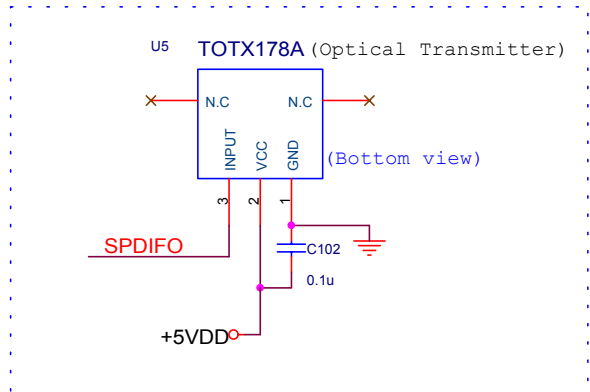 U5 TOTX178A (Optical Transmitter)
N.C N.C
INPUT VCC GND
(Bottom view)
3 2 1
SPDIFO
C102
0.1u
+5VDD